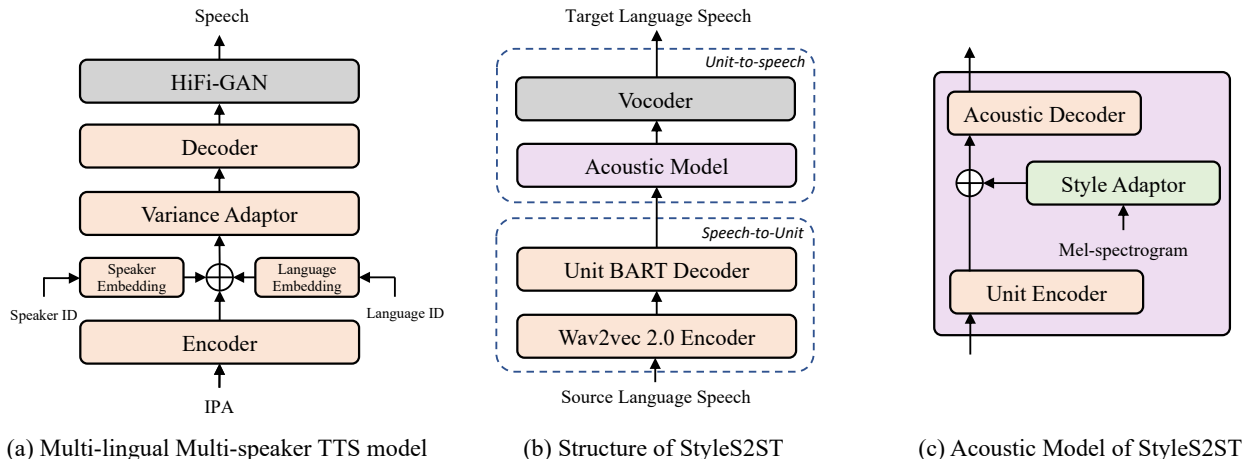 Speech
HiFi-GAN
Decoder
Variance Adaptor
Speaker
Embedding
Language
Embedding
Speaker ID
Language ID
Encoder
IPA
(a) Multi-lingual Multi-speaker TTS model
Target Language Speech
Unit-to-speech
Vocoder
Acoustic Model
Speech-to-Unit
Unit BART Decoder
Wav2vec 2.0 Encoder
Source Language Speech
(b) Structure of StyleS2ST
Acoustic Decoder
Style Adaptor
Mel-spectrogram
Unit Encoder
(c) Acoustic Model of StyleS2ST